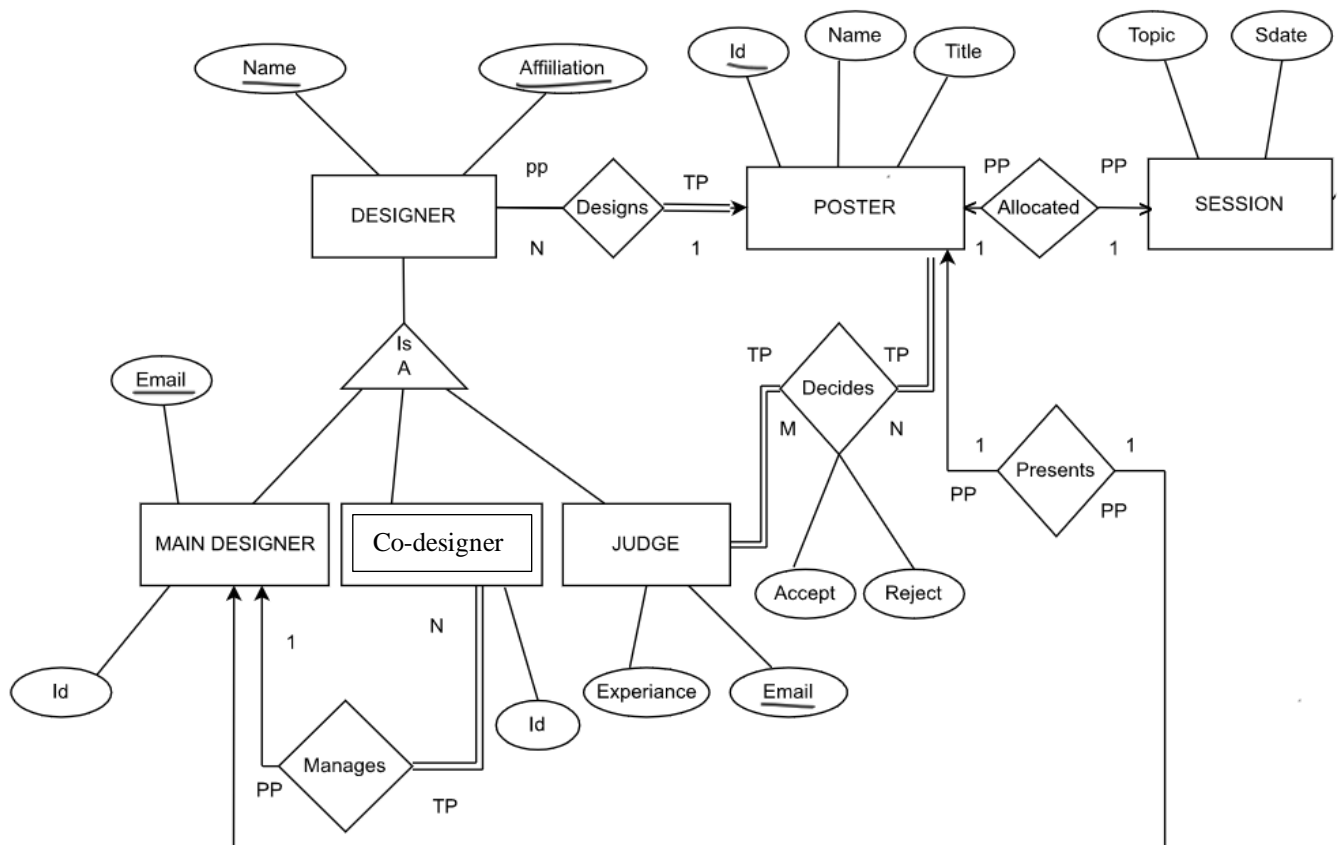 Name
Affiiliation
Id
Name
Title
Topic
Sdate
DESIGNER
pp
N
Designs
TP
1
POSTER
PP
1
Allocated
PP
1
SESSION
Is
A
Email
MAIN DESIGNER
Co-designer
JUDGE
TP
M
Decides
TP
N
Accept
Reject
1
PP
Presents
1
PP
Id
1
N
Id
Experiance
Email
PP
Manages
TP